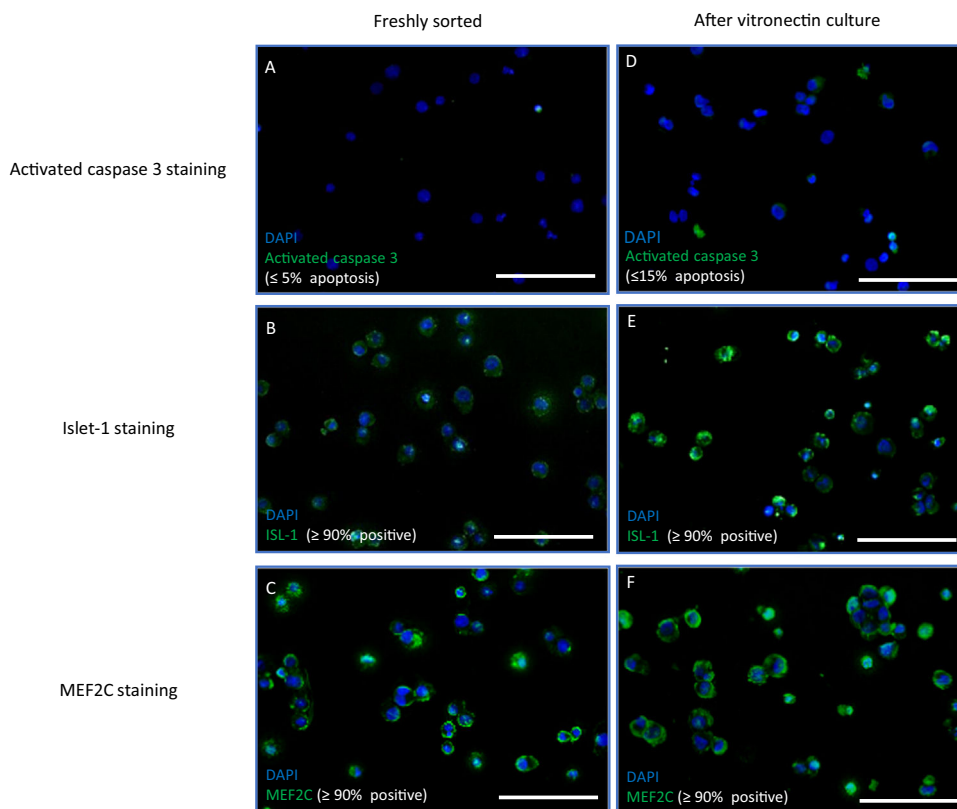 Freshly sorted
After vitronectin culture
Activated caspase 3 staining
A
DAPI
Activated caspase 3
(≤ 5% apoptosis)
D
DAPI
Activated caspase 3
(≤15% apoptosis)
Islet-1 staining
B
DAPI
ISL-1 (≥ 90% positive)
E
DAPI
ISL-1 (≥ 90% positive)
MEF2C staining
C
DAPI
MEF2C (≥ 90% positive)
F
DAPI
MEF2C (≥ 90% positive)